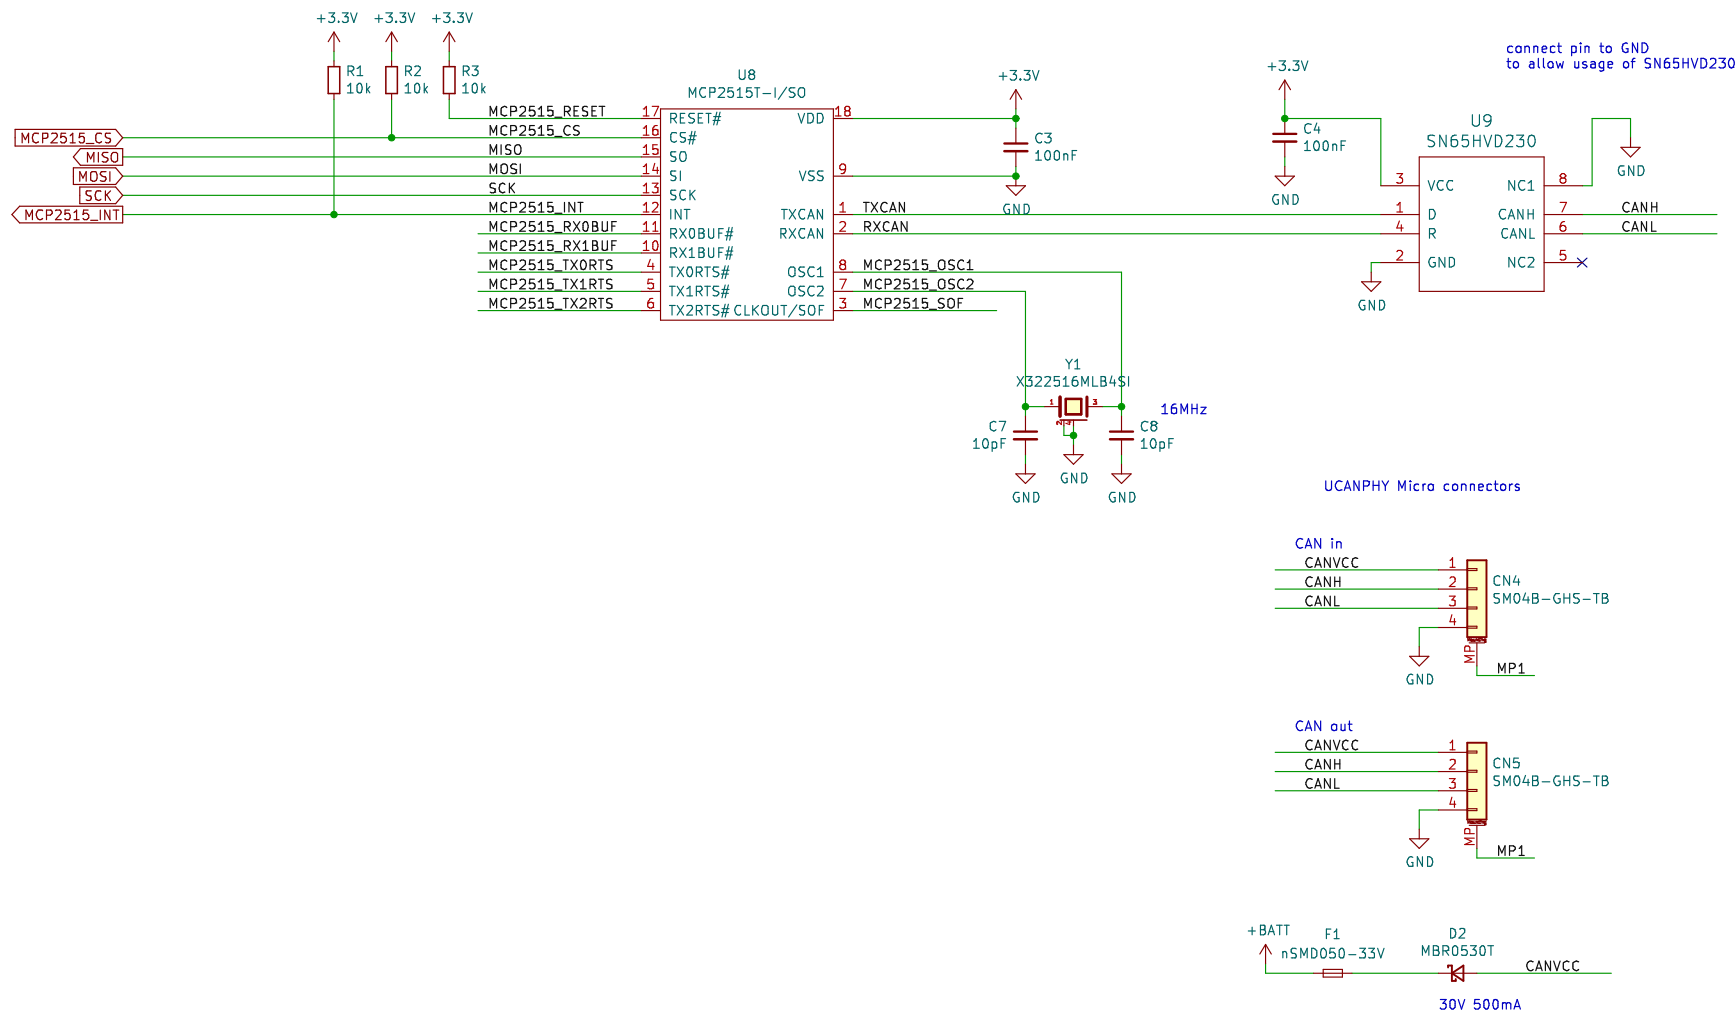 +3.3V
+3.3V
+3.3V
R1
10k
R2
10k
R3
10k
MCP2515_CS
MISO
MOSI
SCK
MCP2515_INT
U8
MCP2515T-I/SO
MCP2515_RESET
MCP2515_CS
MISO
MOSI
SCK
MCP2515_INT
MCP2515_RX0BUF
MCP2515_RX1BUF
MCP2515_TX0RTS
MCP2515_TX1RTS
MCP2515_TX2RTS
17
16
15
14
13
12
11
10
4
5
6
RESET#
CS#
SO
SI
SCK
INT
RX0BUF#
RX1BUF#
TX0RTS#
TX1RTS#
TX2RTS#
VDD
VSS
TXCAN
RXCAN
OSC1
OSC2
CLKOUT/SOF
18
9
1
2
8
7
3
TXCAN
RXCAN
MCP2515_OSC1
MCP2515_OSC2
MCP2515_SOF
+3.3V
C3
100nF
GND
Y1
X322516MLB4SI
1
3
2
4
16MHz
C7
10pF
C8
10pF
GND
GND
GND
+3.3V
C4
100nF
GND
connect pin to GND
to allow usage of SN65HVD230
U9
SN65HVD230
3
1
4
2
VCC
D
R
GND
NC1
CANH
CANL
NC2
8
7
6
5
CANH
CANL
GND
GND
UCANPHY Micro connectors
CAN in
CANVCC
CANH
CANL
1
2
3
4
CN4
SM04B-GHS-TB
MP
MP1
GND
CAN out
CANVCC
CANH
CANL
1
2
3
4
CN5
SM04B-GHS-TB
MP
MP1
GND
+BATT
F1
nSMD050-33V
D2
MBR0530T
CANVCC
30V 500mA